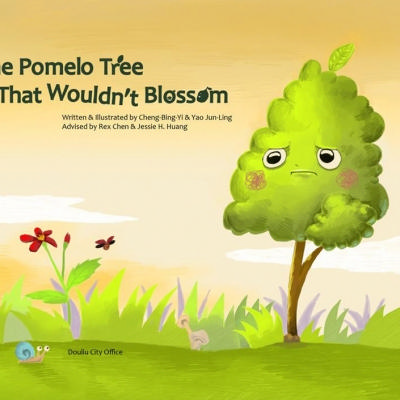 e Pomelo Tree
That Wouldn't Blossom
Written & Illustrated by Cheng-Bing-Yi & Yao Jun-Ling
Advised by Rex Chen & Jessie H. Huang
Douliu City Office